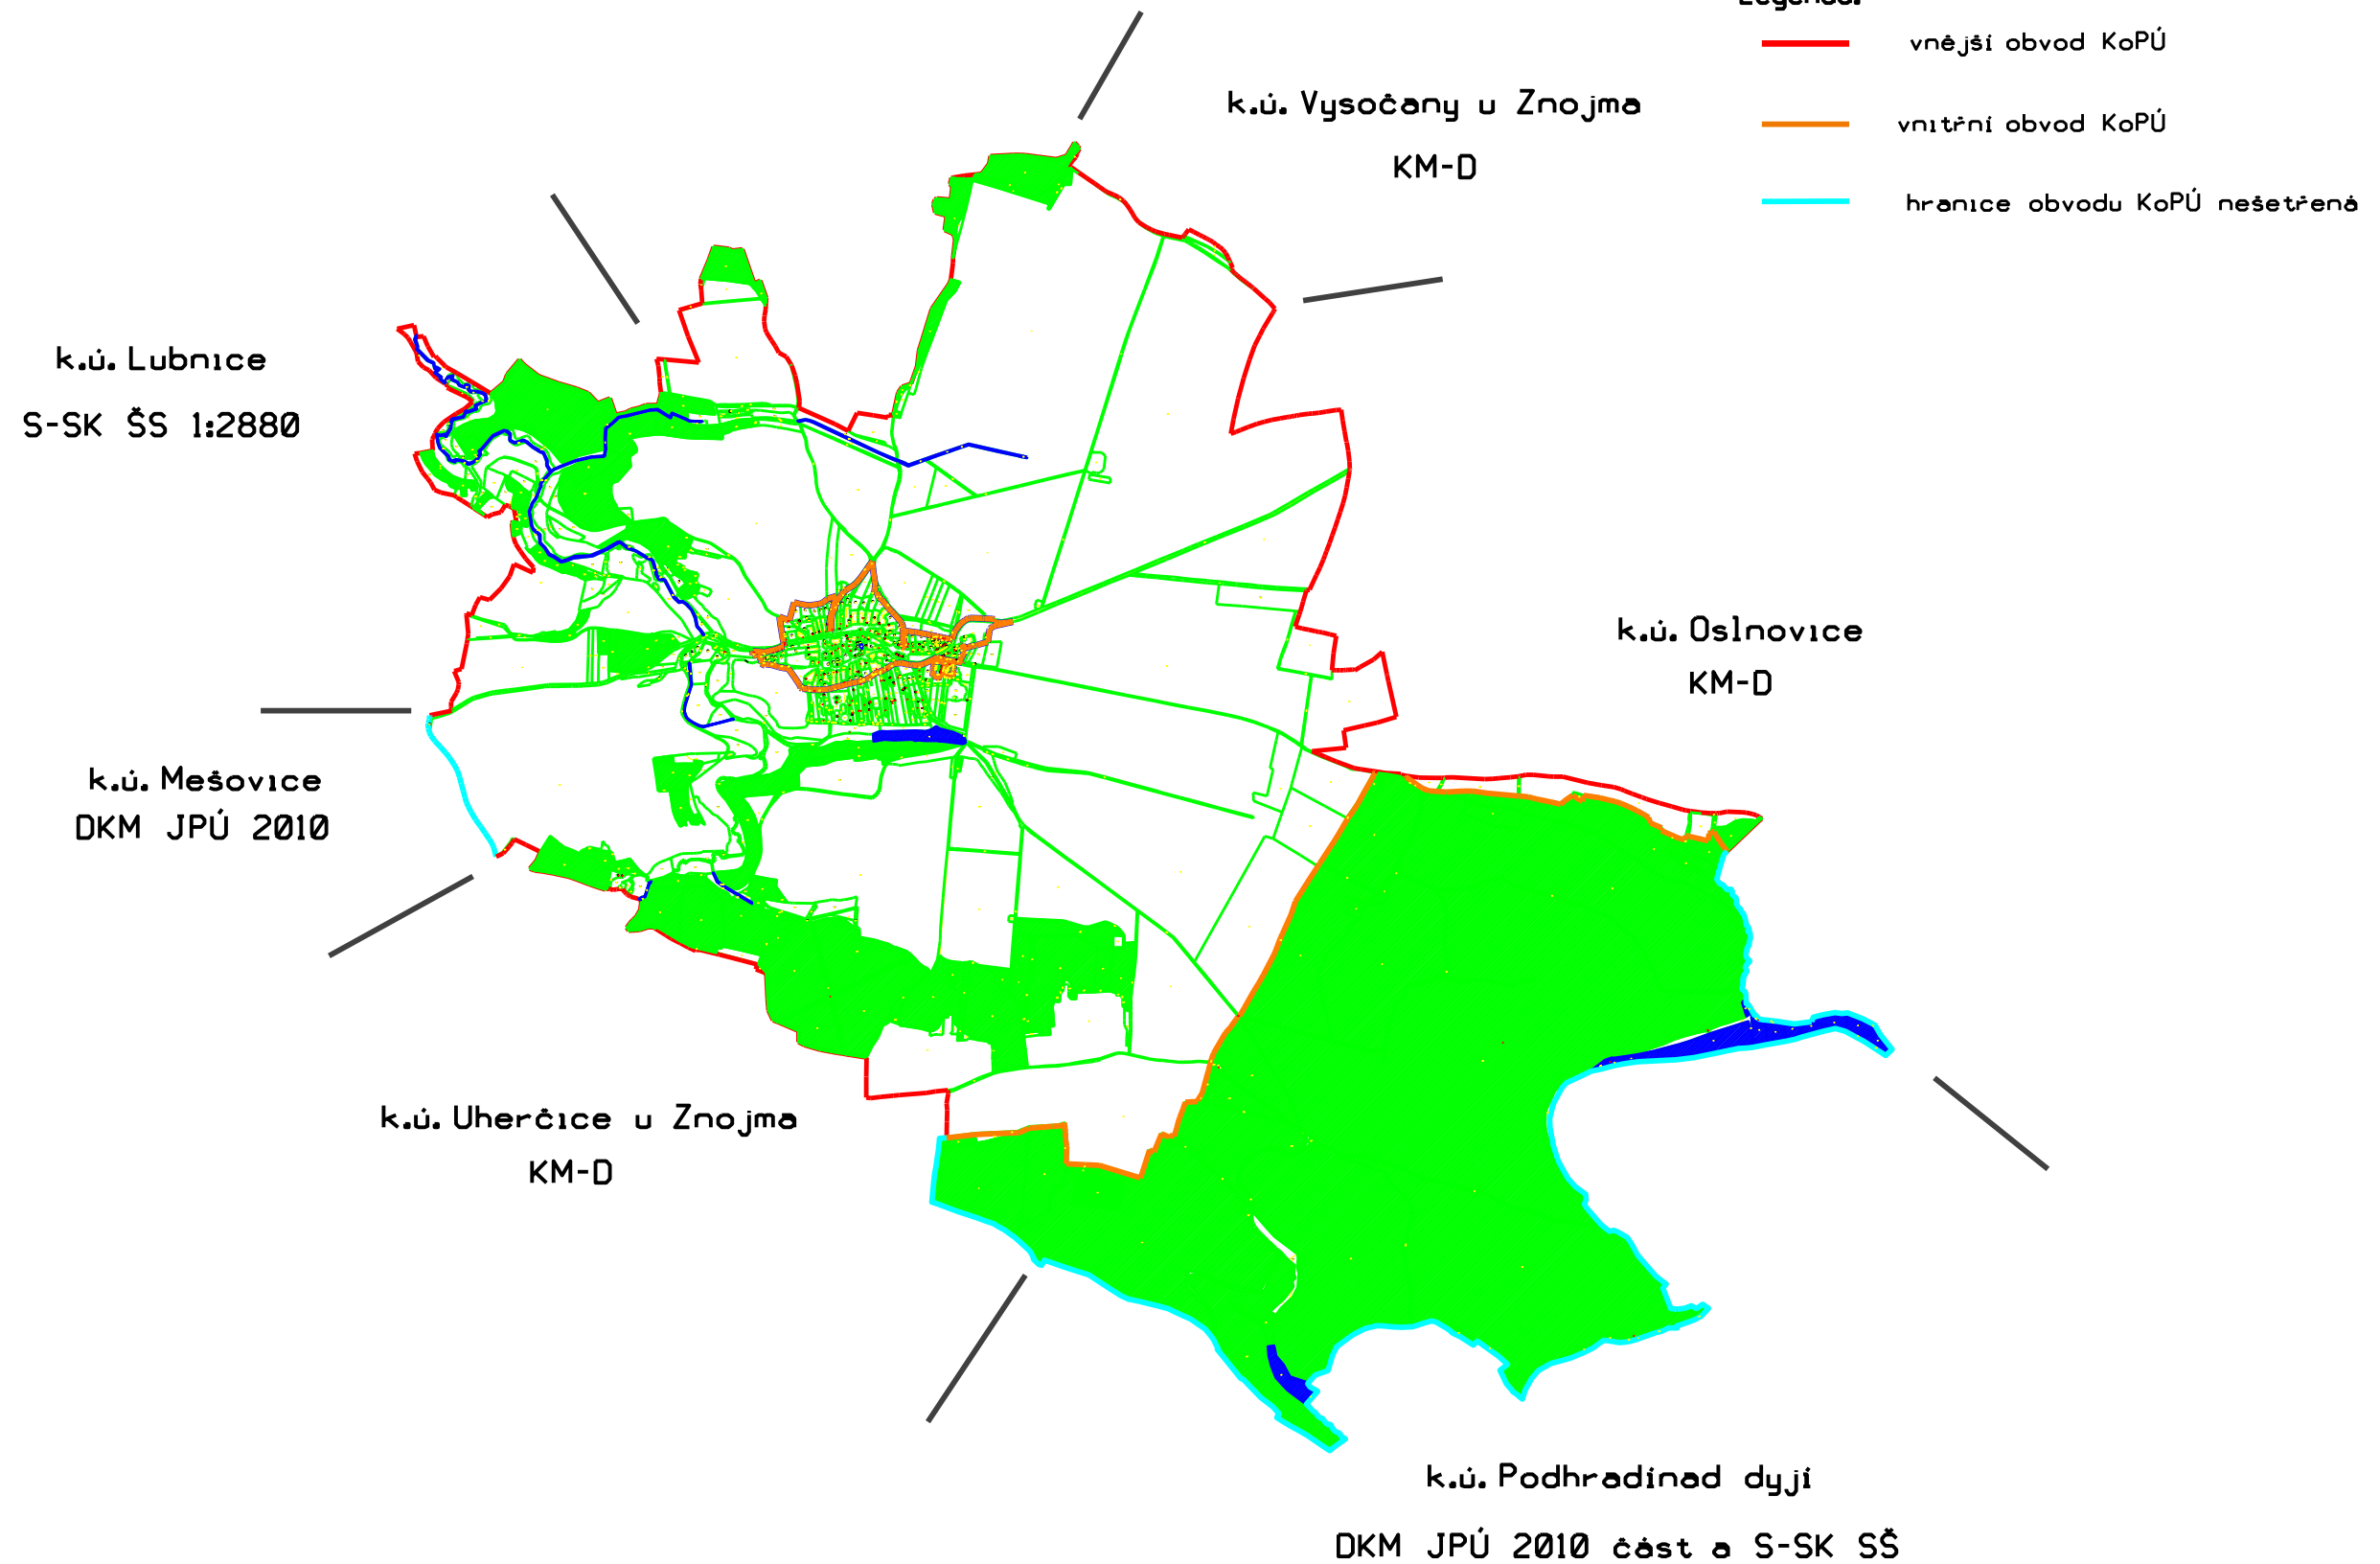 Legenda:
vnější obvod KoPÚ
vnitřní obvod KoPÚ
hranice obvodu KoPÚ nešetřená
k.ú. Vysočany u Znojma
KM-D
k.ú. Lubnice
S-SK ŠS 1:2880
k.ú. Oslnovice
KM-D
k.ú. Mešovice
DKM JPÚ 2010
k.ú. Uherčice u Znojma
KM-D
k.ú. Podhradínad dyjí
DKM JPÚ 2010 část a S-SK SŠ